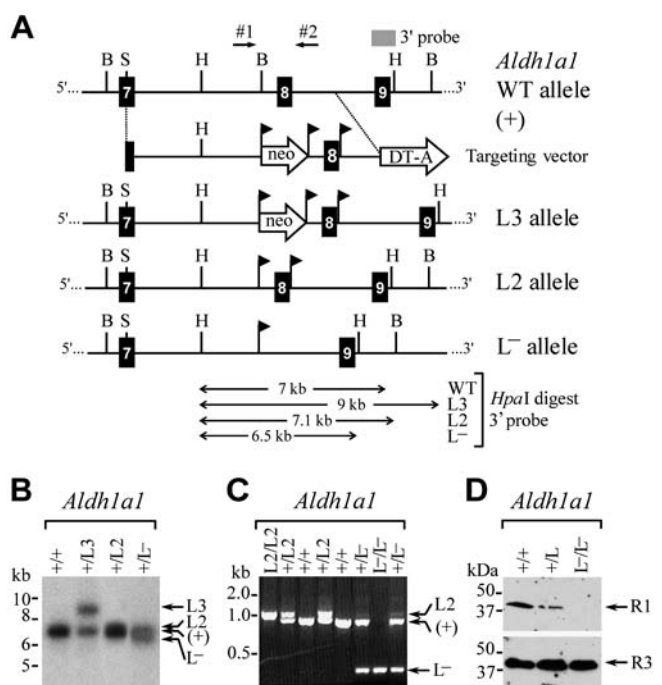 A
#1 #2
3' probe
B S H B H B
Aldh1a1
5'... 7 8 9 ...3'
WT allele
(+)
H
neo 8 DT-A
Targeting vector
B S H H
5'... 7 neo 8 9 ...3'
L3 allele
B S H H B
5'... 7 8 9 ...3'
L2 allele
B S H H B
5'... 7 9 ...3'
L⁻ allele
7 kb WT
9 kb L3
7.1 kb L2
6.5 kb L⁻
HpaI digest
3' probe
B
Aldh1a1
+/+ +/L3 +/L2 +/L⁻
kb
10
8
6
5
L3
L2
(+)
L⁻
C
Aldh1a1
L2/L2 +/L2 +/+ +/L2 +/+ +/L⁻ L⁻/L⁻ +/L⁻
kb
2.0
1.0
0.5
L2
(+)
L⁻
D
Aldh1a1
+/+ +/L⁻ L⁻/L⁻
kDa
50
37
R1
50
37
R3